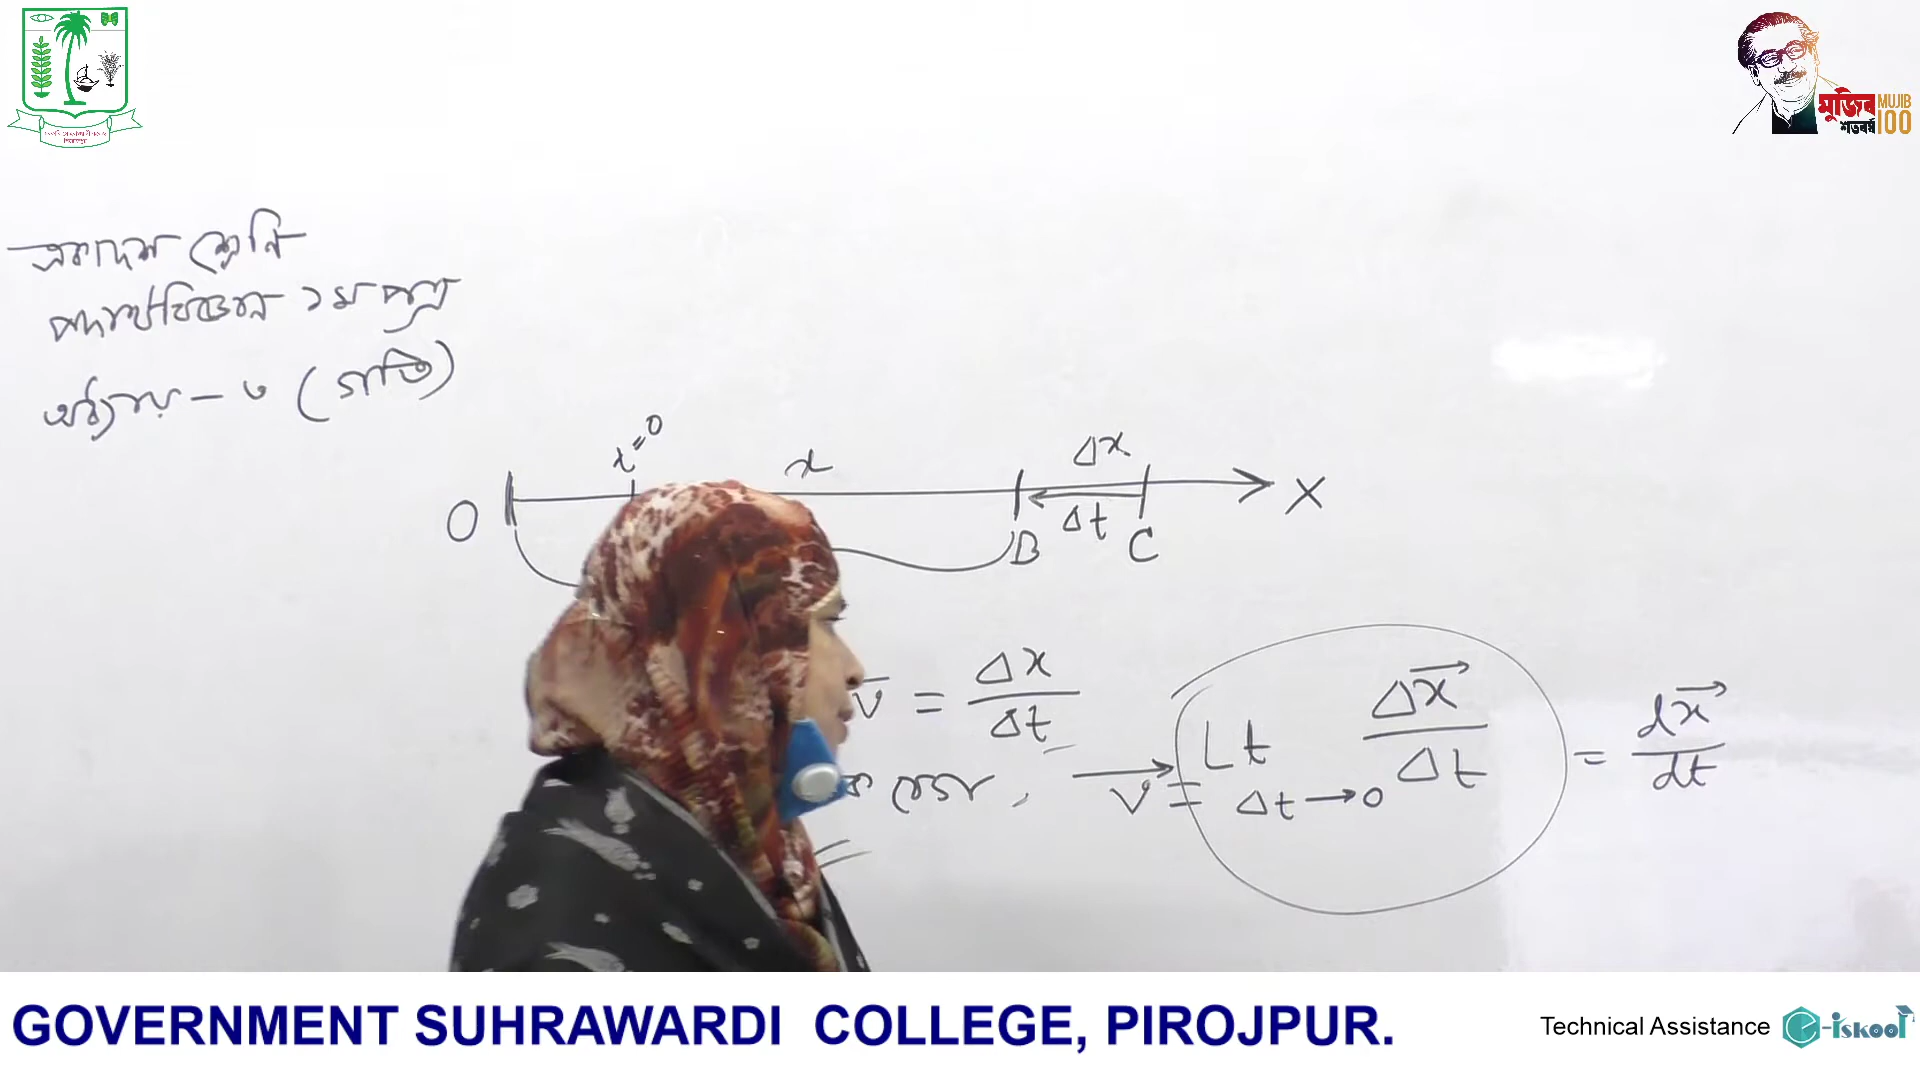 মুজিব
শতবর্ষ
MUJIB
100
একাদশ শ্রেণি
পদার্থবিজ্ঞান ১ম পত্র
অধ্যায় – ৩ (গতি)
t=0
x
Δx
O
Δt
X
B
C
v̅ = Δx/Δt
বেগ, v⃗ = Lt Δt→0 Δx⃗/Δt = dx⃗/dt
GOVERNMENT SUHRAWARDI COLLEGE, PIROJPUR.
Technical Assistance e-iskool